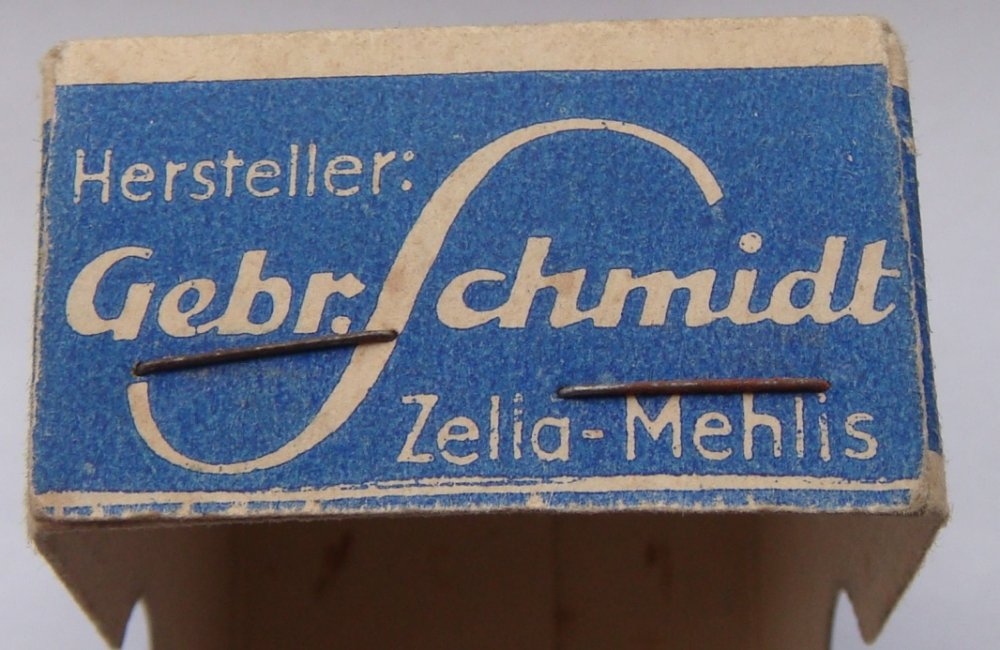 Hersteller:
Gebr. Schmidt
Zella-Mehlis